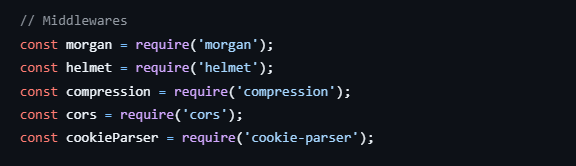 // Middlewares
const morgan = require('morgan');
const helmet = require('helmet');
const compression = require('compression');
const cors = require('cors');
const cookieParser = require('cookie-parser');